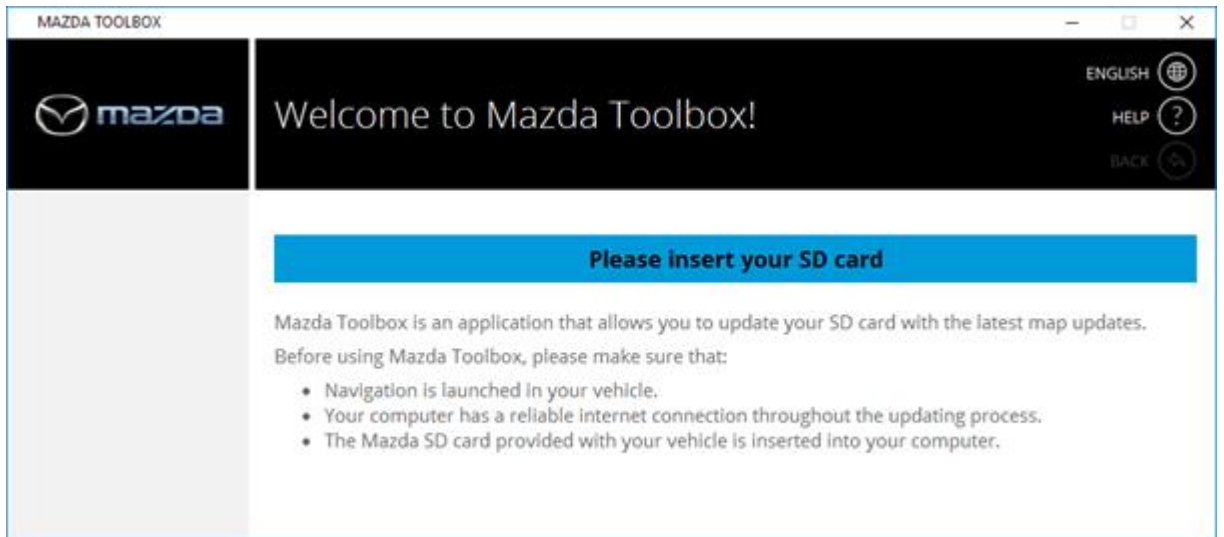 MAZDA TOOLBOX
mazda
Welcome to Mazda Toolbox!
ENGLISH
HELP
?
BACK
Please insert your SD card
Mazda Toolbox is an application that allows you to update your SD card with the latest map updates.
Before using Mazda Toolbox, please make sure that:
• Navigation is launched in your vehicle.
• Your computer has a reliable internet connection throughout the updating process.
• The Mazda SD card provided with your vehicle is inserted into your computer.